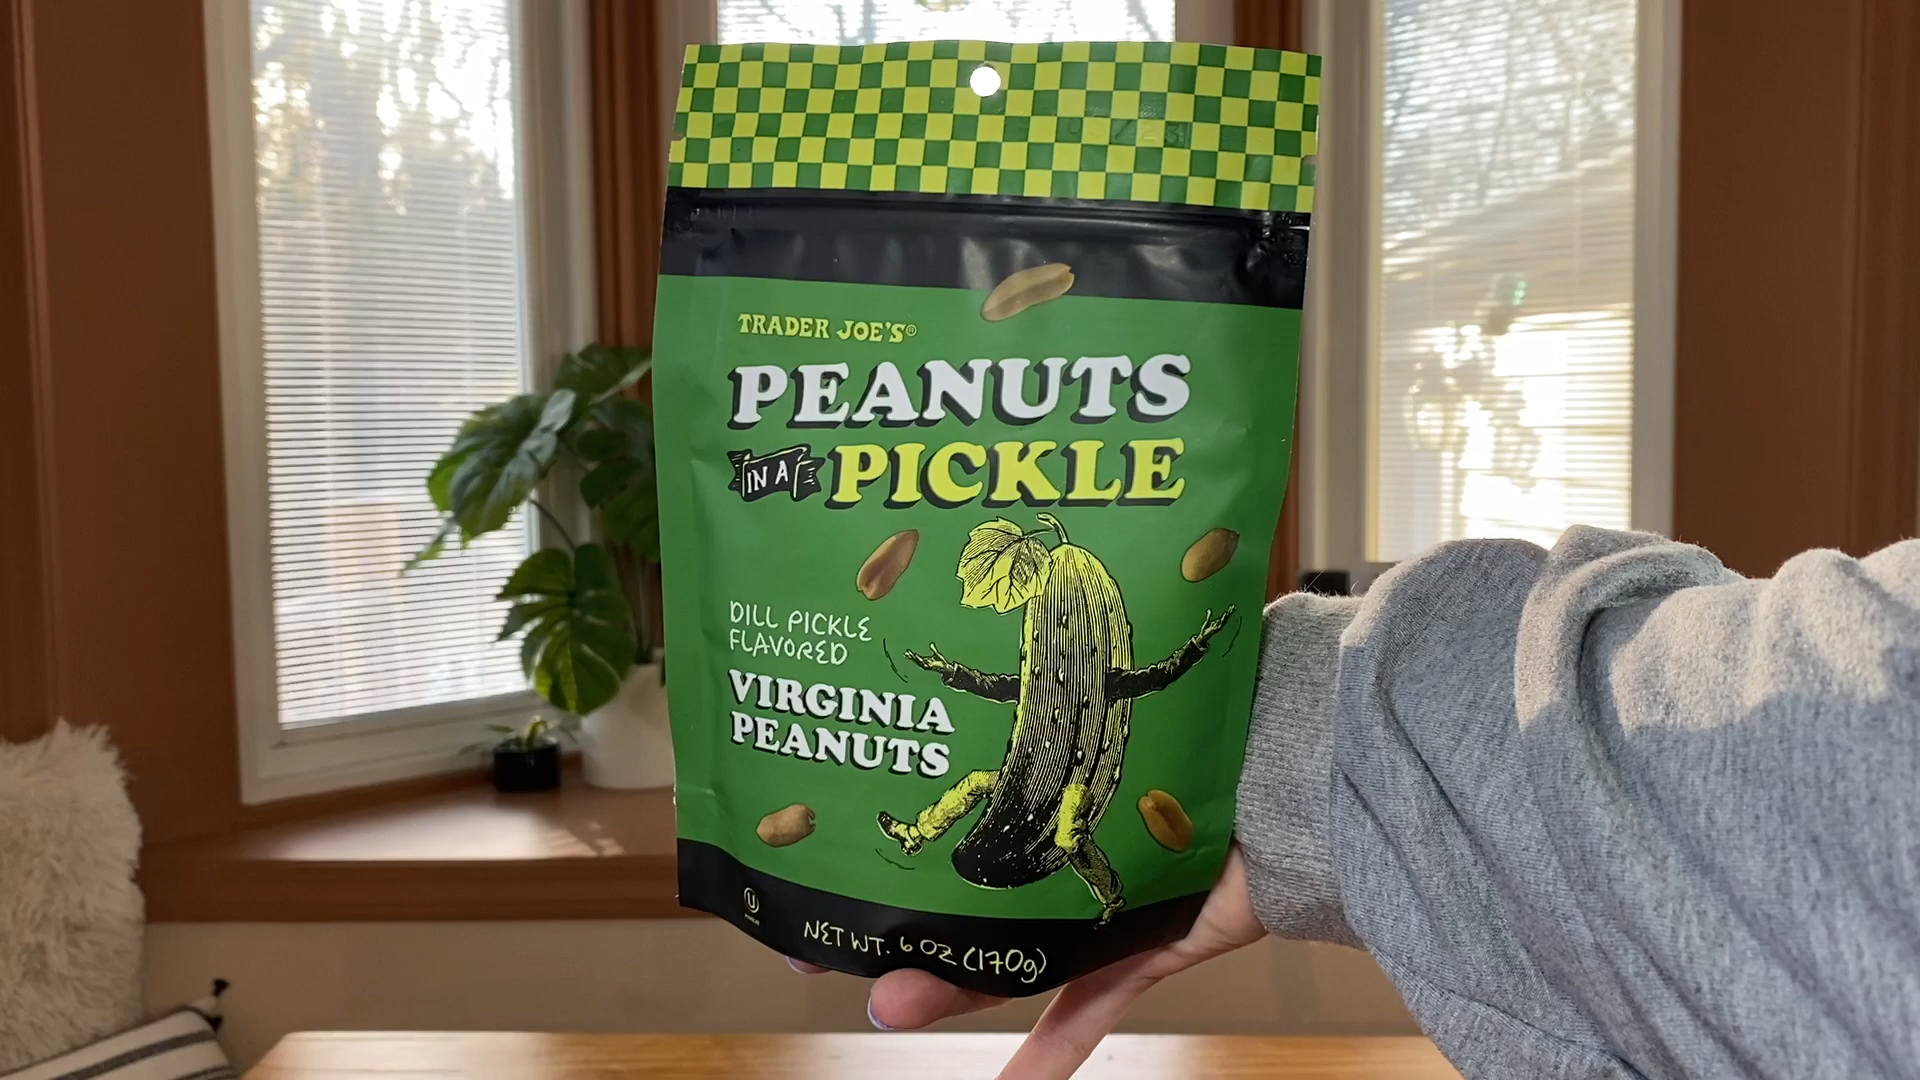 TRADER JOE'S®
PEANUTS
IN A PICKLE
DILL PICKLE
FLAVORED
VIRGINIA
PEANUTS
U
NET WT. 6 OZ (170g)